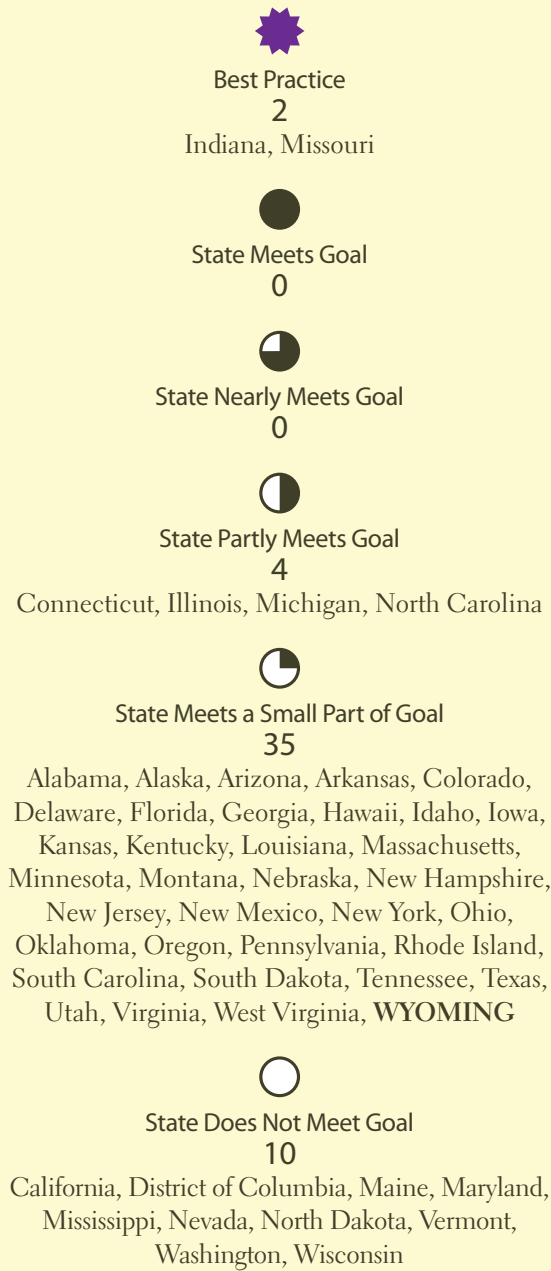 Best Practice
2
Indiana, Missouri
State Meets Goal
0
State Nearly Meets Goal
0
State Partly Meets Goal
4
Connecticut, Illinois, Michigan, North Carolina
State Meets a Small Part of Goal
35
Alabama, Alaska, Arizona, Arkansas, Colorado,
Delaware, Florida, Georgia, Hawaii, Idaho, Iowa,
Kansas, Kentucky, Louisiana, Massachusetts,
Minnesota, Montana, Nebraska, New Hampshire,
New Jersey, New Mexico, New York, Ohio,
Oklahoma, Oregon, Pennsylvania, Rhode Island,
South Carolina, South Dakota, Tennessee, Texas,
Utah, Virginia, West Virginia, WYOMING
State Does Not Meet Goal
10
California, District of Columbia, Maine, Maryland,
Mississippi, Nevada, North Dakota, Vermont,
Washington, Wisconsin